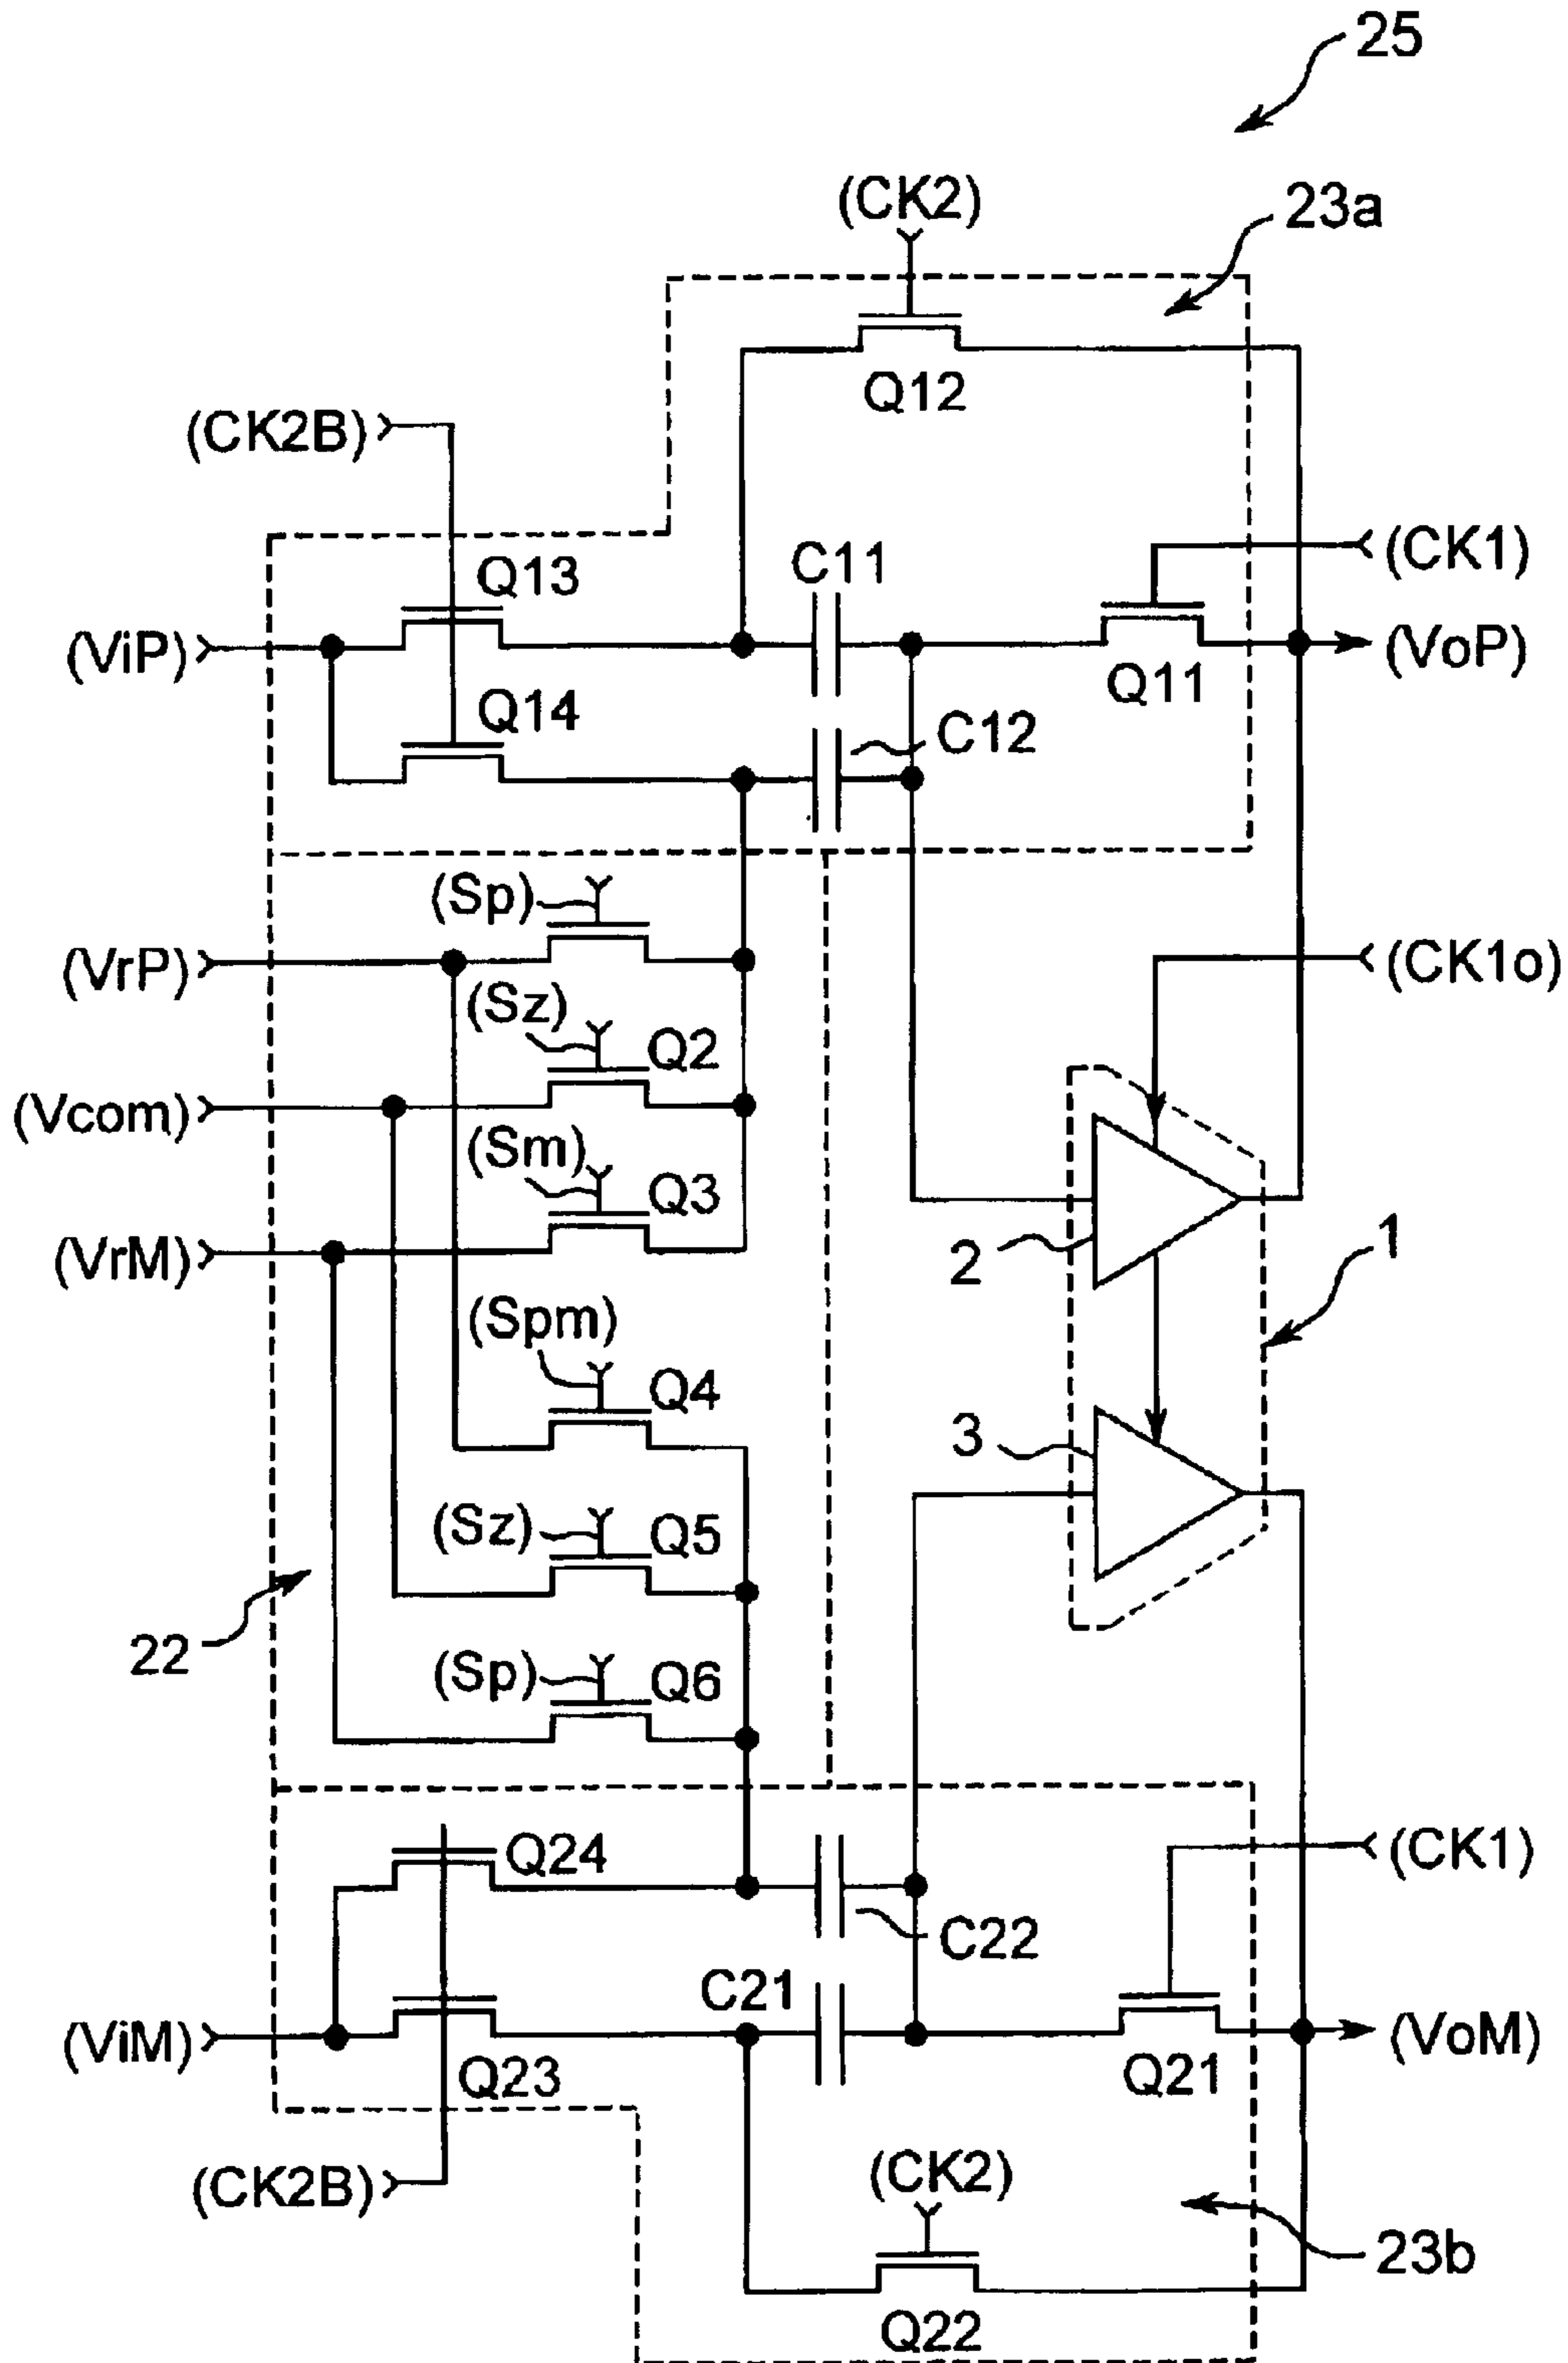 25
(CK2)
23a
Q12
(CK2B)
Q13
C11
(CK1)
(ViP)
(VoP)
Q14
Q11
C12
(Sp)
(VrP)
(CK1o)
(Sz)
Q2
(Vcom)
(Sm)
Q3
(VrM)
2
1
(Spm)
Q4
3
(Sz)
Q5
22
(Sp)
Q6
Q24
(CK1)
C22
C21
(ViM)
(VoM)
Q23
Q21
(CK2B)
(CK2)
23b
Q22